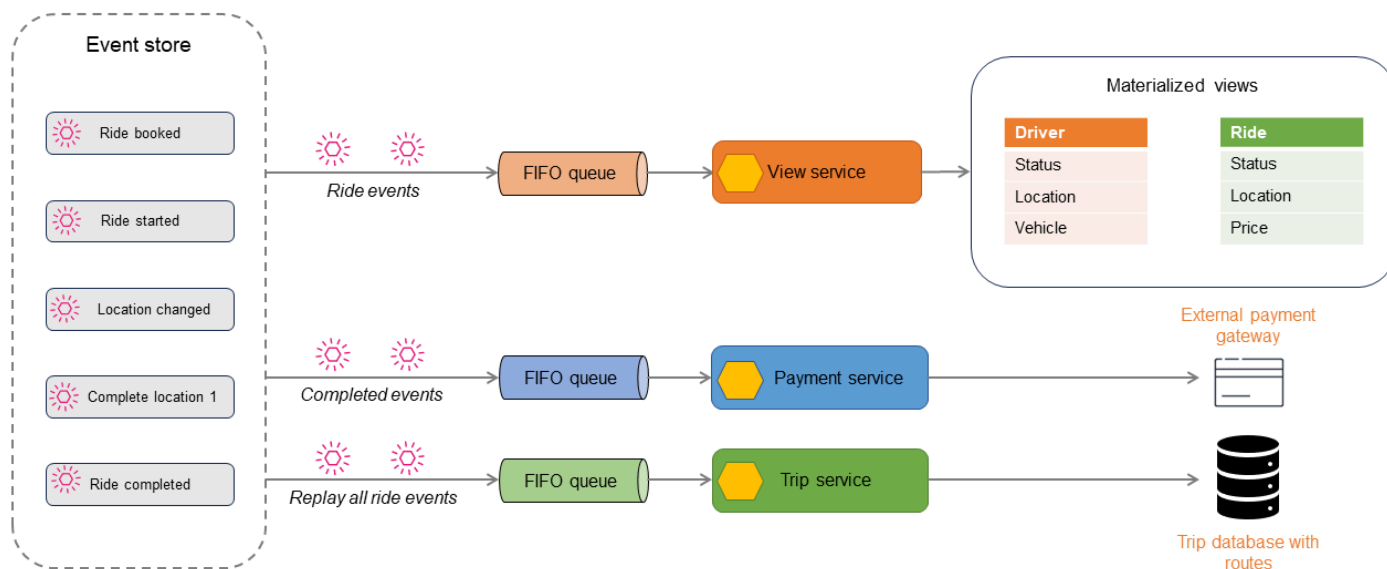 Event store
Ride booked
Ride started
Location changed
Complete location 1
Ride completed
Ride events
FIFO queue
View service
Materialized views
Driver
Status
Location
Vehicle
Ride
Status
Location
Price
Completed events
FIFO queue
Payment service
External payment
gateway
Replay all ride events
FIFO queue
Trip service
Trip database with
routes